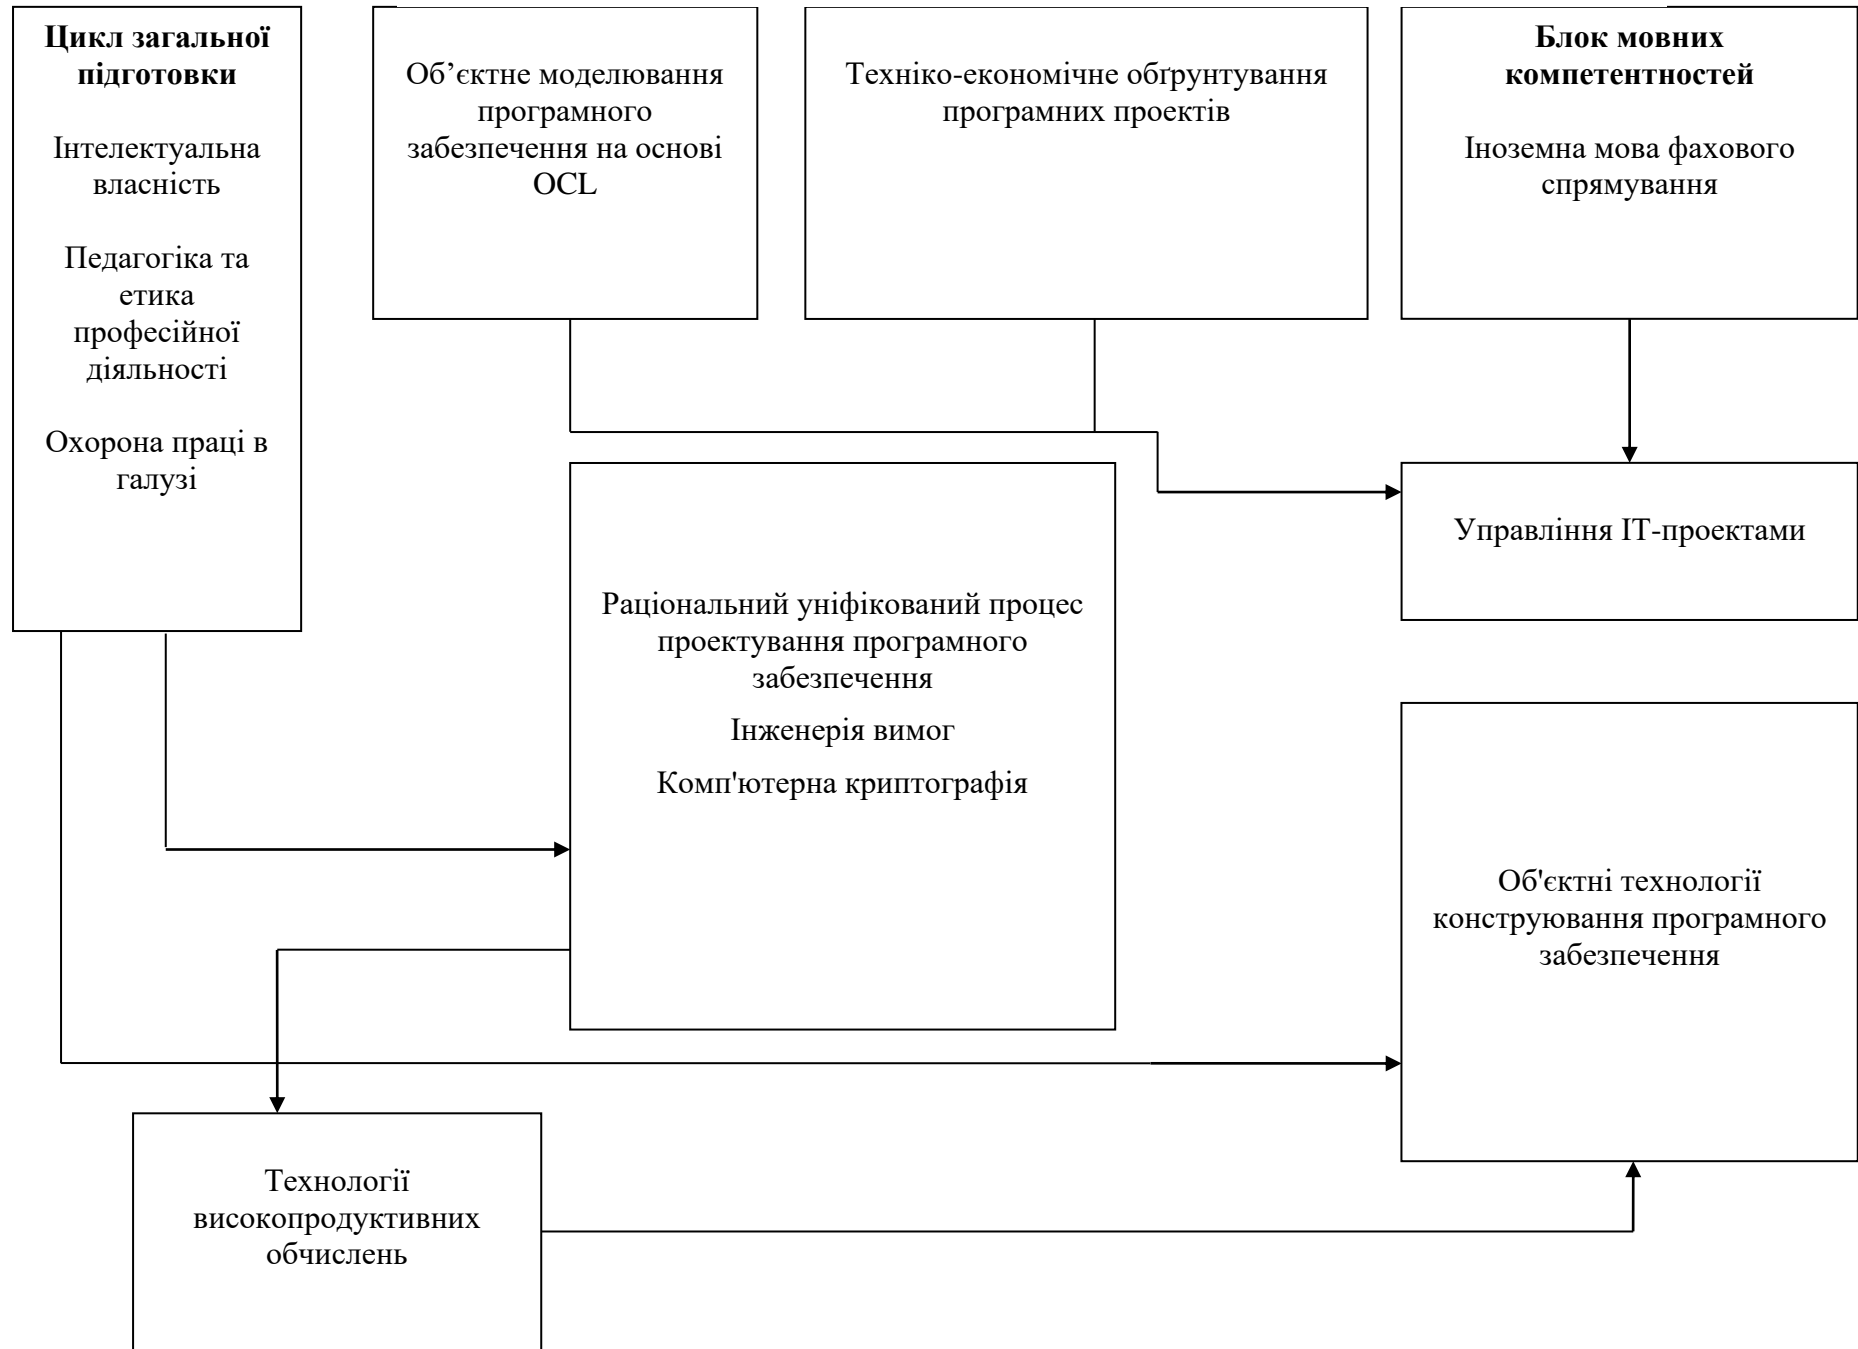 Цикл загальної
підготовки
Інтелектуальна
власність
Педагогіка та
етика
професійної
діяльності
Охорона праці в
галузі
Об’єктне моделювання
програмного
забезпечення на основі
OCL
Техніко-економічне обґрунтування
програмних проектів
Блок мовних
компетентностей
Іноземна мова фахового
спрямування
Управління ІТ-проектами
Раціональний уніфікований процес
проектування програмного
забезпечення
Інженерія вимог
Комп'ютерна криптографія
Об'єктні технології
конструювання програмного
забезпечення
Технології
високопродуктивних
обчислень